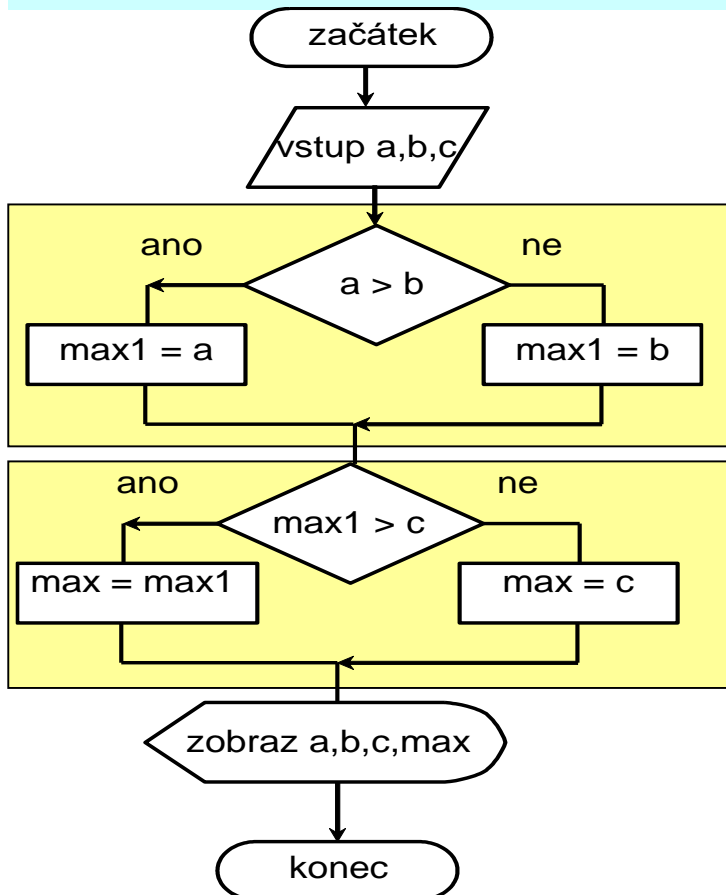 začátek
vstup a,b,c
ano
ne
a > b
max1 = a
max1 = b
ano
ne
max1 > c
max = max1
max = c
zobraz a,b,c,max
konec